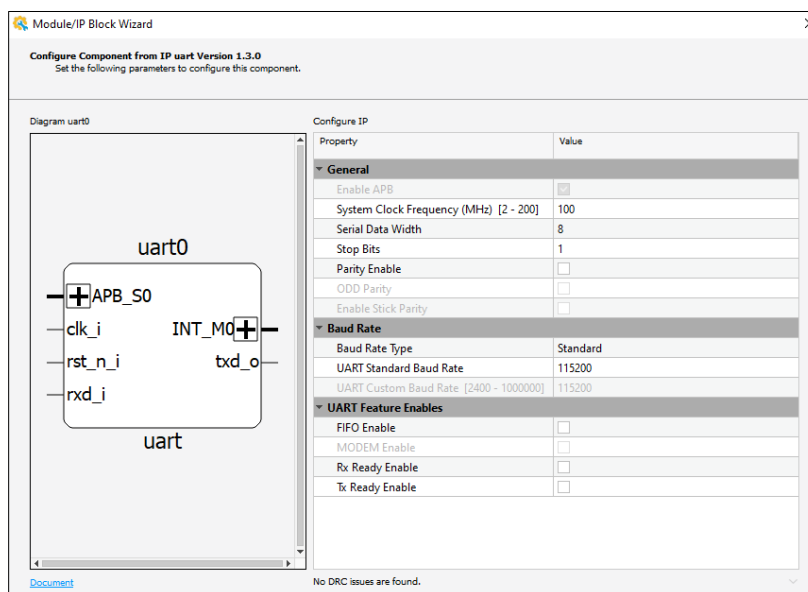 Module/IP Block Wizard
Configure Component from IP uart Version 1.3.0
Set the following parameters to configure this component.
Diagram uart0
uart0
APB_S0
clk_i
INT_M0
rst_n_i
txd_o
rxd_i
uart
Document
Configure IP
Property Value
General
Enable APB
System Clock Frequency (MHz) [2 - 200] 100
Serial Data Width 8
Stop Bits 1
Parity Enable
ODD Parity
Enable Stick Parity
Baud Rate
Baud Rate Type Standard
UART Standard Baud Rate 115200
UART Custom Baud Rate [2400 - 1000000] 115200
UART Feature Enables
FIFO Enable
MODEM Enable
Rx Ready Enable
Tx Ready Enable
No DRC issues are found.